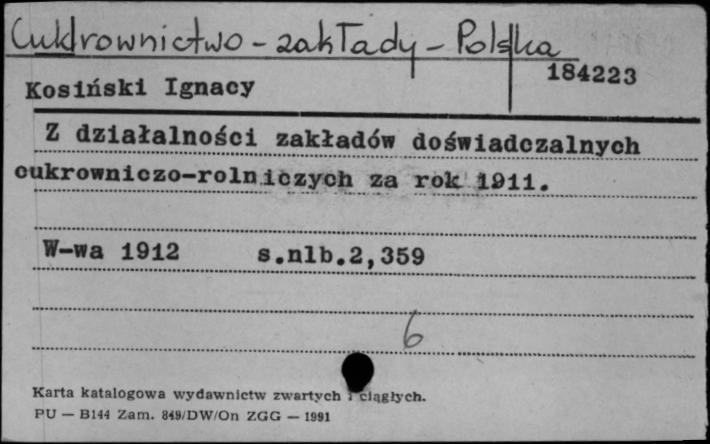 Cukrownictwo - zakłady - Polska
184223
Kosiński Ignacy
Z działalności zakładów doświadczalnych
cukrowniczo-rolniczych za rok 1911.
W-wa 1912 s.nlb.2,359
6
Karta katalogowa wydawnictw zwartych i ciągłych.
PU — B144 Zam. 849/DW/On ZGG — 1991